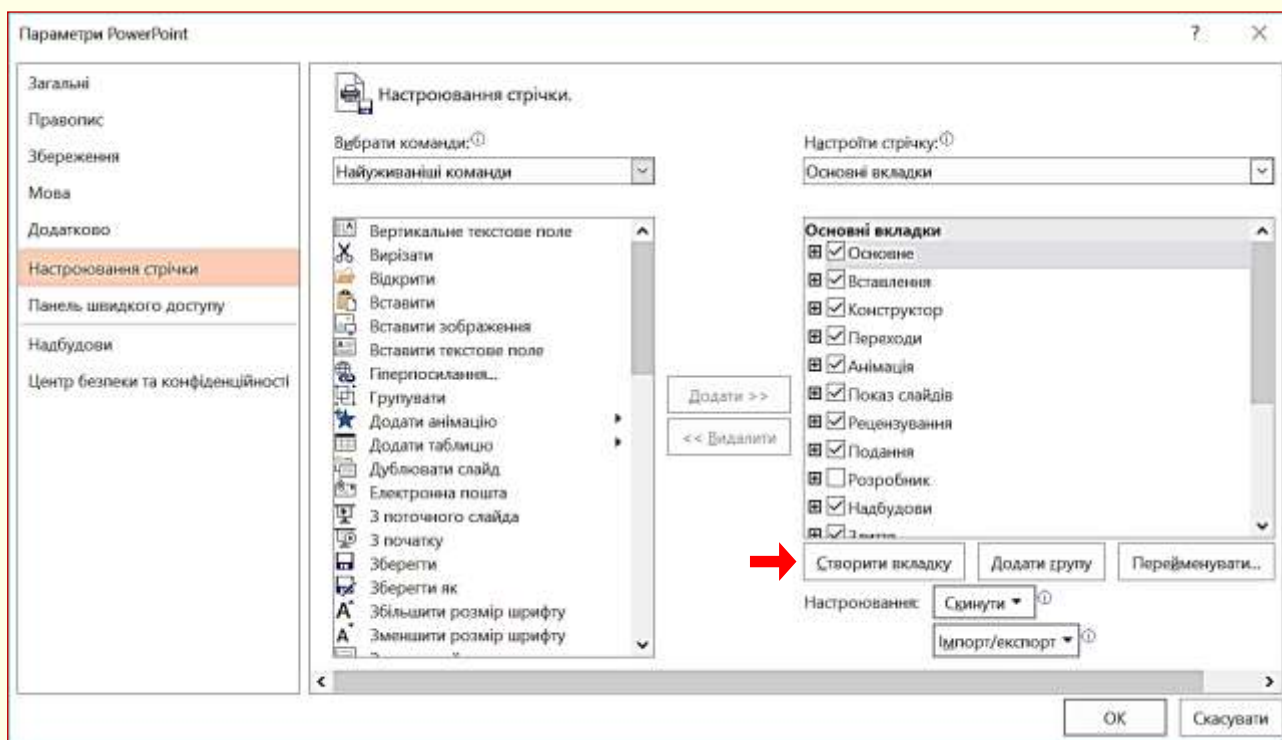 Параметри PowerPoint
?
Загальні
Правопис
Збереження
Мова
Додатково
Настроювання стрічки
Панель швидкого доступу
Надбудови
Центр безпеки та конфіденційності
Настроювання стрічки.
Вибрати команди:
Найуживаніші команди
Вертикальне текстове поле
Вирізати
Відкрити
Вставити
Вставити зображення
Вставити текстове поле
Гіперпосилання...
Групувати
Додати анімацію
Додати таблицю
Дублювати слайд
Електронна пошта
З поточного слайда
З початку
Зберегти
Зберегти як
Збільшити розмір шрифту
Зменшити розмір шрифту
Додати >>
<< Видалити
Настроїти стрічку:
Основні вкладки
Основні вкладки
Основне
Вставлення
Конструктор
Переходи
Анімація
Показ слайдів
Рецензування
Подання
Розробник
Надбудови
Створити вкладку Додати групу Перейменувати...
Настроювання: Скинути
Імпорт/експорт
ОК Скасувати